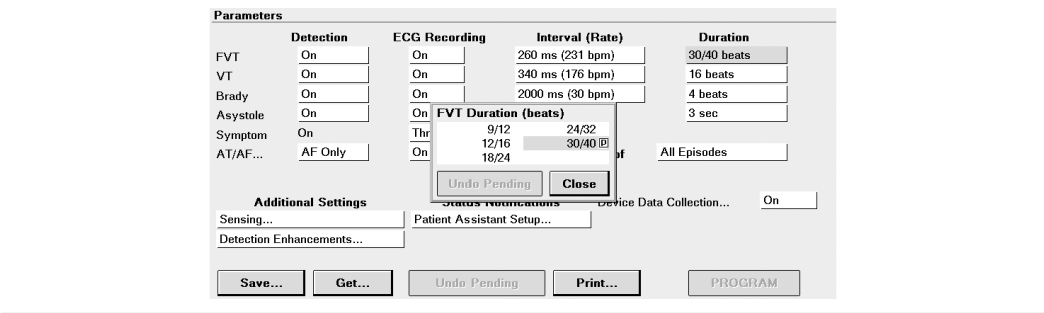 Parameters
Detection ECG Recording Interval (Rate) Duration
FVT On On 260 ms (231 bpm) 30/40 beats
VT On On 340 ms (176 bpm) 16 beats
Brady On On 2000 ms (30 bpm) 4 beats
Asystole On On 3 sec
FVT Duration (beats)
9/12 24/32
12/16 30/40 P
18/24
Undo Pending Close
Symptom On
AT/AF... AF Only On of All Episodes
Additional Settings Status Notifications Device Data Collection... On
Sensing... Patient Assistant Setup...
Detection Enhancements...
Save... Get... Undo Pending Print... PROGRAM